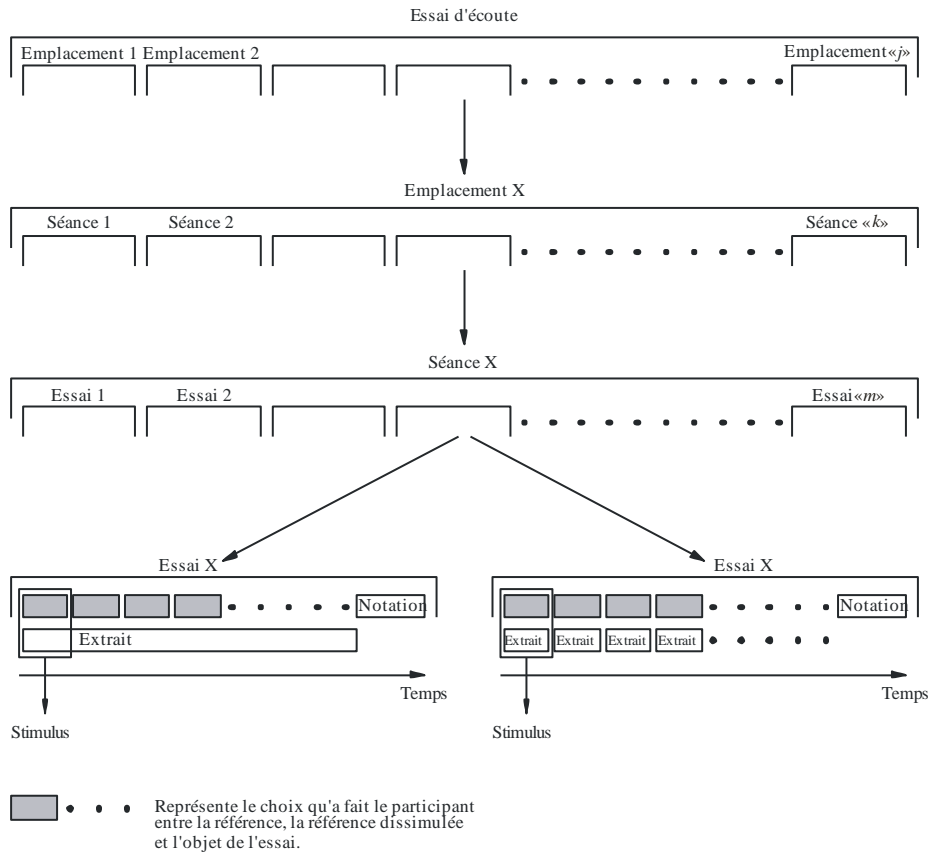 Essai d'écoute
Emplacement 1 Emplacement 2 Emplacement«j»
Emplacement X
Séance 1 Séance 2 Séance «k»
Séance X
Essai 1 Essai 2 Essai«m»
Essai X Essai X
Notation Notation
Extrait Extrait Extrait Extrait Extrait
Temps Temps
Stimulus Stimulus
Représente le choix qu'a fait le participant
entre la référence, la référence dissimulée
et l'objet de l'essai.